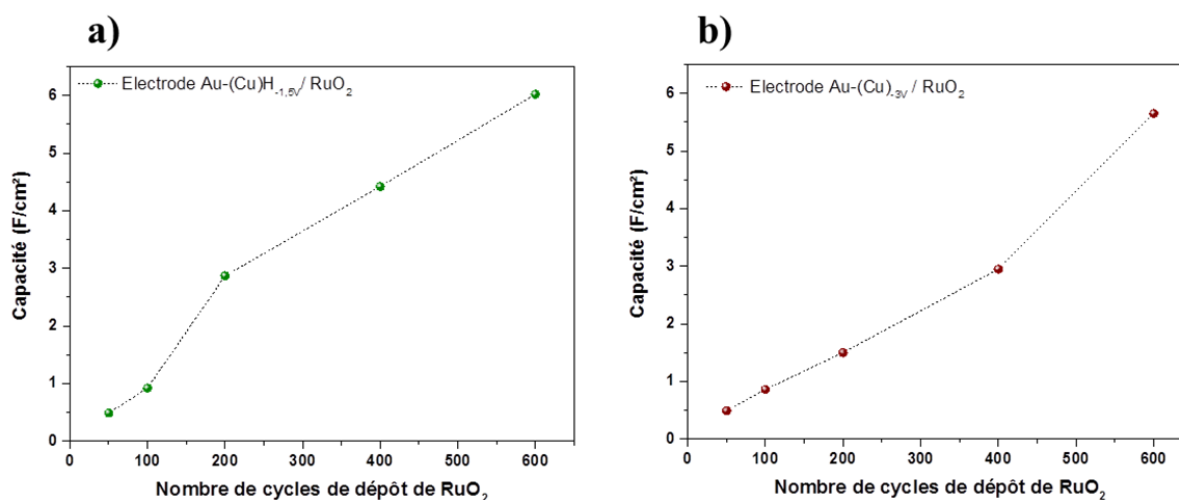 a)
Electrode Au-(Cu)H-1,5V/ RuO2
Capacité (F/cm²)
6
5
4
3
2
1
0
0 100 200 300 400 500 600
Nombre de cycles de dépôt de RuO2
b)
Electrode Au-(Cu)-3V / RuO2
Capacité (F/cm²)
6
5
4
3
2
1
0
0 100 200 300 400 500 600
Nombre de cycles de dépôt de RuO2